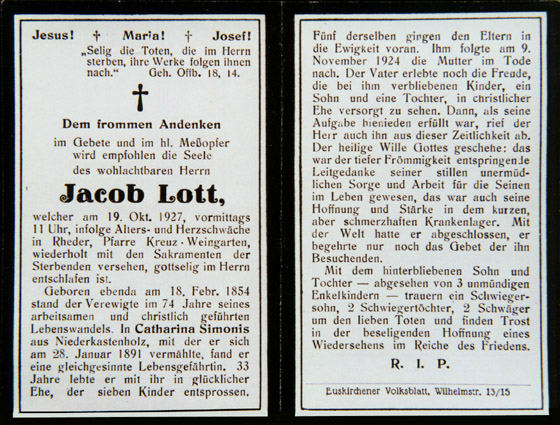 Jesus! † Maria! † Josef!
„Selig die Toten, die im Herrn
sterben, ihre Werke folgen ihnen
nach.“ Geh. Offb. 18, 14.
Dem frommen Andenken
im Gebete und im hl. Meßopfer
wird empfohlen die Seele
des wohlachtbaren Herrn
Jacob Lott,
welcher am 19. Okt. 1927, vormittags
11 Uhr, infolge Alters- und Herzschwäche
in Rheder, Pfarre Kreuz-Weingarten,
wiederholt mit den Sakramenten der
Sterbenden versehen, gottselig im Herrn
entschlafen ist.
Geboren ebenda am 18. Febr. 1854
stand der Verewigte im 74 Jahre seines
arbeitsamen und christlich geführten
Lebenswandels. In Catharina Simonis
aus Niederkastenholz, mit der er sich
am 28. Januar 1891 vermählte, fand er
eine gleichgesinnte Lebensgefährtin. 33
Jahre lebte er mit ihr in glücklicher
Ehe, der sieben Kinder entsprossen.
Fünf derselben gingen den Eltern in
die Ewigkeit voran. Ihm folgte am 9.
November 1924 die Mutter im Tode
nach. Der Vater erlebte noch die Freude,
die bei ihm verbliebenen Kinder, ein
Sohn und eine Tochter, in christlicher
Ehe versorgt zu sehen. Dann, als seine
Aufgabe hienieden erfüllt war, rief der
Herr auch ihn aus dieser Zeitlichkeit ab.
Der heilige Wille Gottes geschehe: das
war der tiefer Frömmigkeit entspringende
Leitgedanke seiner stillen unermüd-
lichen Sorge und Arbeit für die Seinen
im Leben gewesen, das war auch seine
Hoffnung und Stärke in dem kurzen,
aber schmerzhaften Krankenlager. Mit
der Welt hatte er abgeschlossen, er
begehrte nur noch das Gebet der ihn
Besuchenden.
Mit dem hinterbliebenen Sohn und
Tochter — abgesehen von 3 unmündigen
Enkelkindern — trauern ein Schwieger-
sohn, 2 Schwiegertöchter, 2 Schwäger
um den lieben Toten und finden Trost
in der beseligenden Hoffnung eines
Wiedersehens im Reiche des Friedens.
R. I. P.
Euskirchener Volksblatt, Wilhelmstr. 13/15